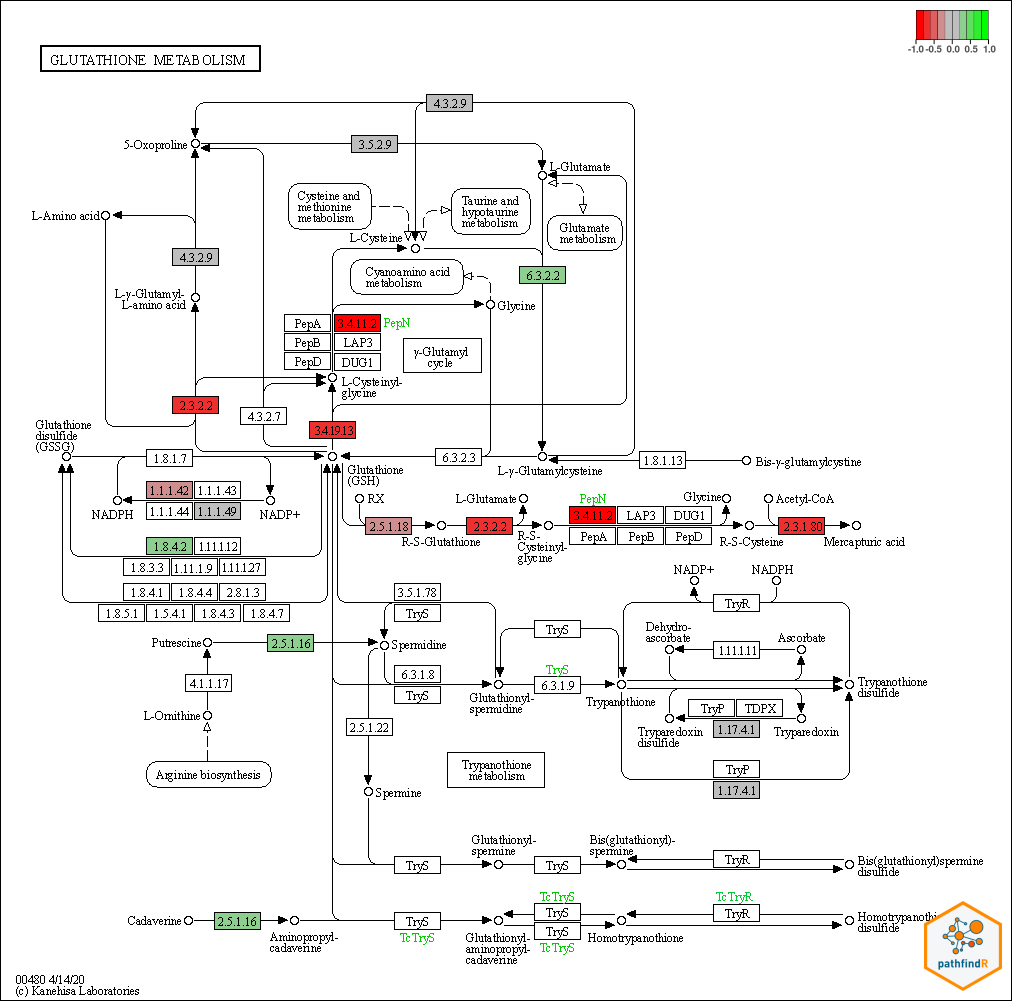 -1.0 -0.5 0.0 0.5 1.0
GLUTATHIONE METABOLISM
4.3.2.9
5-Oxoproline
3.5.2.9
L-Glutamate
Cysteine and
methionine
metabolism
Taurine and
hypotaurine
metabolism
L-Amino acid
Glutamate
metabolism
L-Cysteine
4.3.2.9
Cyanoamino acid
metabolism
6.3.2.2
L-γ-Glutamyl-
L-amino acid
Glycine
PepA
3.4.11.2
PepN
PepB
LAP3
PepD
DUG1
γ-Glutamyl
cycle
L-Cysteinyl-
glycine
2.3.2.2
4.3.2.7
3.4.19.13
Glutathione
disulfide
(GSSG)
1.8.1.7
Glutathione
(GSH)
6.3.2.3
L-γ-Glutamylcysteine
1.8.1.13
Bis-γ-glutamylcystine
1.1.1.42
1.1.1.43
1.1.1.44
1.1.1.49
NADPH
NADP+
RX
L-Glutamate
PepN
Glycine
Acetyl-CoA
2.5.1.18
2.3.2.2
3.4.11.2
LAP3
DUG1
PepA
PepB
PepD
2.3.1.80
R-S-Glutathione
R-S-
Cysteinyl-
glycine
R-S-Cysteine
Mercapturic acid
1.8.4.2
1.11.1.12
1.8.3.3
1.11.1.9
1.11.1.27
1.8.4.1
1.8.4.4
2.8.1.3
1.8.5.1
1.5.4.1
1.8.4.3
1.8.4.7
NADP+
NADPH
3.5.1.78
TryS
TryR
Putrescine
2.5.1.16
Spermidine
TryS
Dehydro-
ascorbate
Ascorbate
1.11.1.11
4.1.1.17
6.3.1.8
TryS
Glutathionyl-
spermidine
TryS
6.3.1.9
Trypanothione
Trypanothione
disulfide
L-Ornithine
2.5.1.22
TryP
TDPX
1.17.4.1
Tryparedoxin
disulfide
Tryparedoxin
Arginine biosynthesis
Trypanothione
metabolism
TryP
1.17.4.1
Spermine
Glutathionyl-
spermine
Bis(glutathionyl)-
spermine
TryS
TryS
TryR
Bis(glutathionyl)spermine
disulfide
Cadaverine
2.5.1.16
Aminopropyl-
cadaverine
TryS
TcTryS
Glutathionyl-
aminopropyl-
cadaverine
TcTryS
TryS
TryS
TcTryS
Homotrypanothione
TcTryR
TryR
Homotrypanothi
disulfide
pathfindR
00480 4/14/20
(c) Kanehisa Laboratories